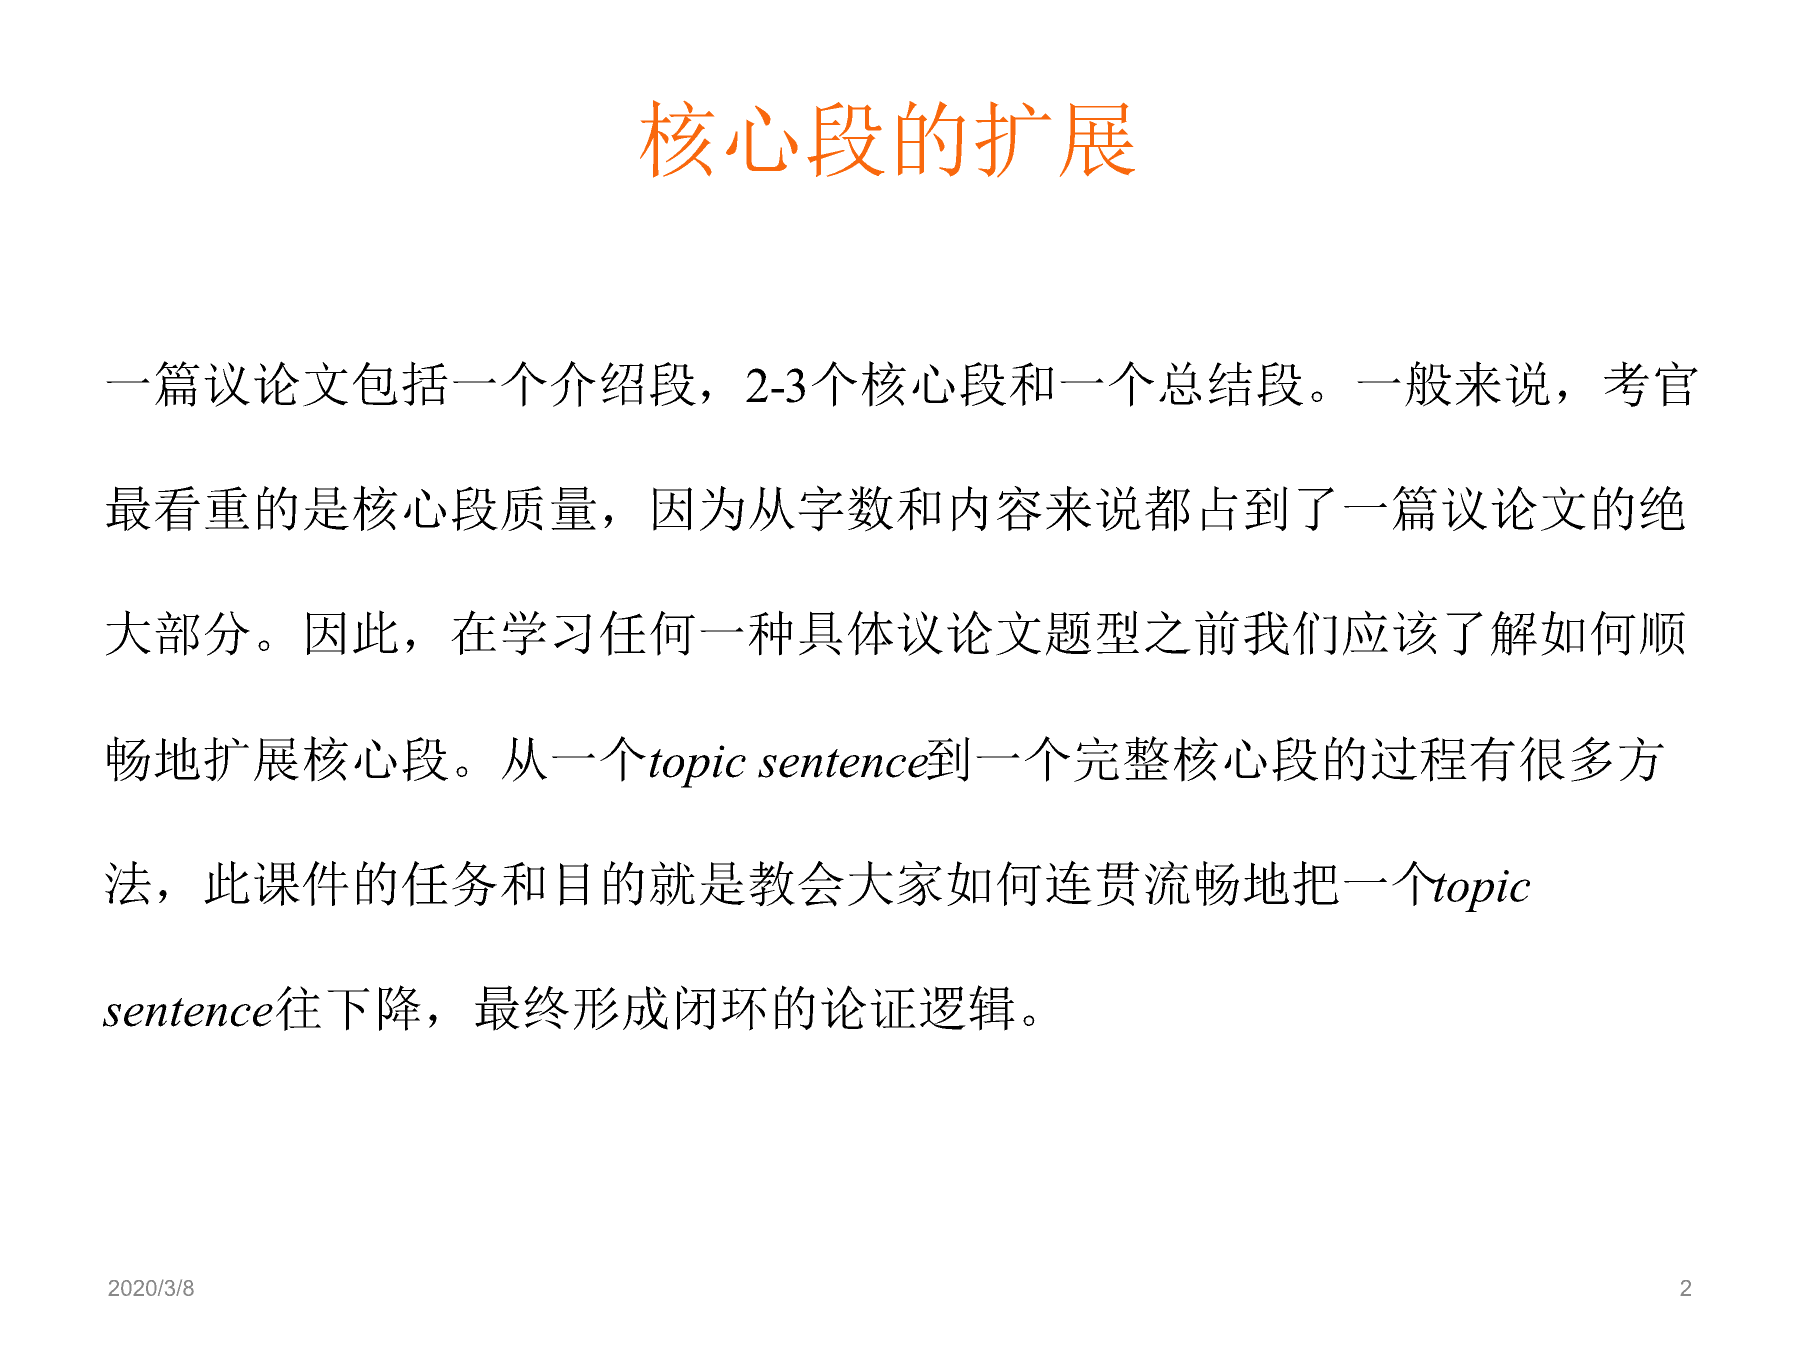 核心段的扩展
一篇议论文包括一个介绍段，2-3个核心段和一个总结段。一般来说，考官
最看重的是核心段质量，因为从字数和内容来说都占到了一篇议论文的绝
大部分。因此，在学习任何一种具体议论文题型之前我们应该了解如何顺
畅地扩展核心段。从一个topic sentence到一个完整核心段的过程有很多方
法，此课件的任务和目的就是教会大家如何连贯流畅地把一个topic
sentence往下降，最终形成闭环的论证逻辑。
2020/3/8
2